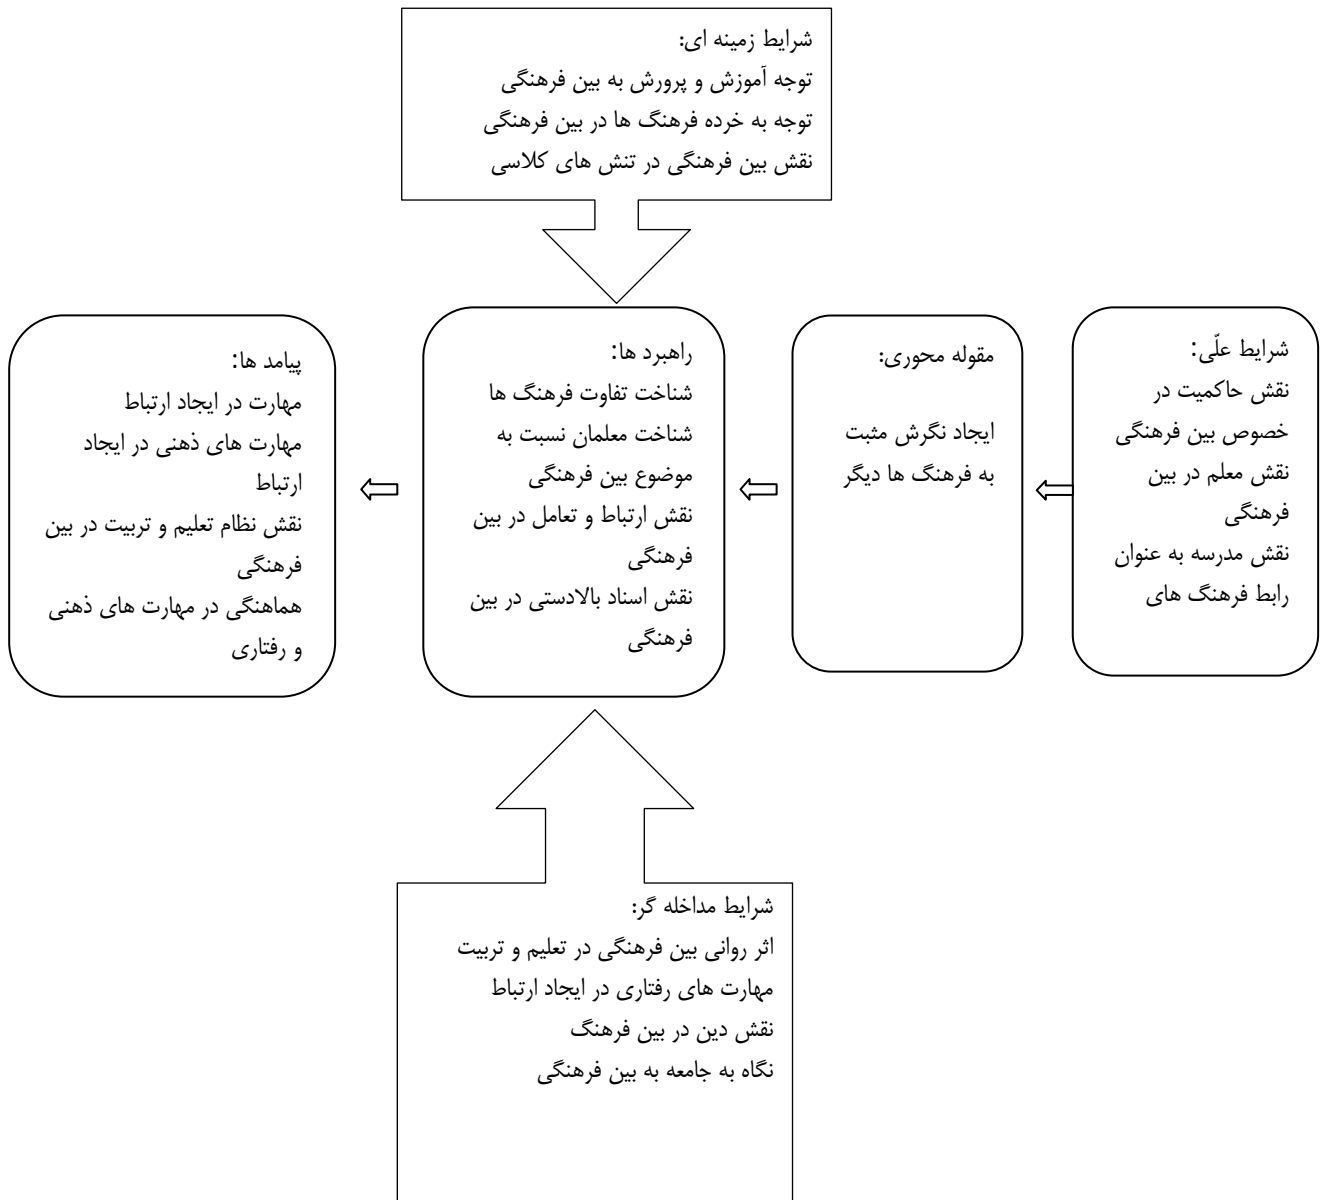 شرایط زمینه ای:
توجه آموزش و پرورش به بین فرهنگی
توجه به خرده فرهنگ ها در بین فرهنگی
نقش بین فرهنگی در تنش های کلاسی
شرایط علّی:
نقش حاکمیت در
خصوص بین فرهنگی
نقش معلم در بین
فرهنگی
نقش مدرسه به عنوان
رابط فرهنگ های
مقوله محوری:
ایجاد نگرش مثبت
به فرهنگ ها دیگر
راهبرد ها:
شناخت تفاوت فرهنگ ها
شناخت معلمان نسبت به
موضوع بین فرهنگی
نقش ارتباط و تعامل در بین
فرهنگی
نقش اسناد بالادستی در بین
فرهنگی
پیامد ها:
مهارت در ایجاد ارتباط
مهارت های ذهنی در ایجاد
ارتباط
نقش نظام تعلیم و تربیت در بین
فرهنگی
هماهنگی در مهارت های ذهنی
و رفتاری
شرایط مداخله گر:
اثر روانی بین فرهنگی در تعلیم و تربیت
مهارت های رفتاری در ایجاد ارتباط
نقش دین در بین فرهنگ
نگاه به جامعه به بین فرهنگی